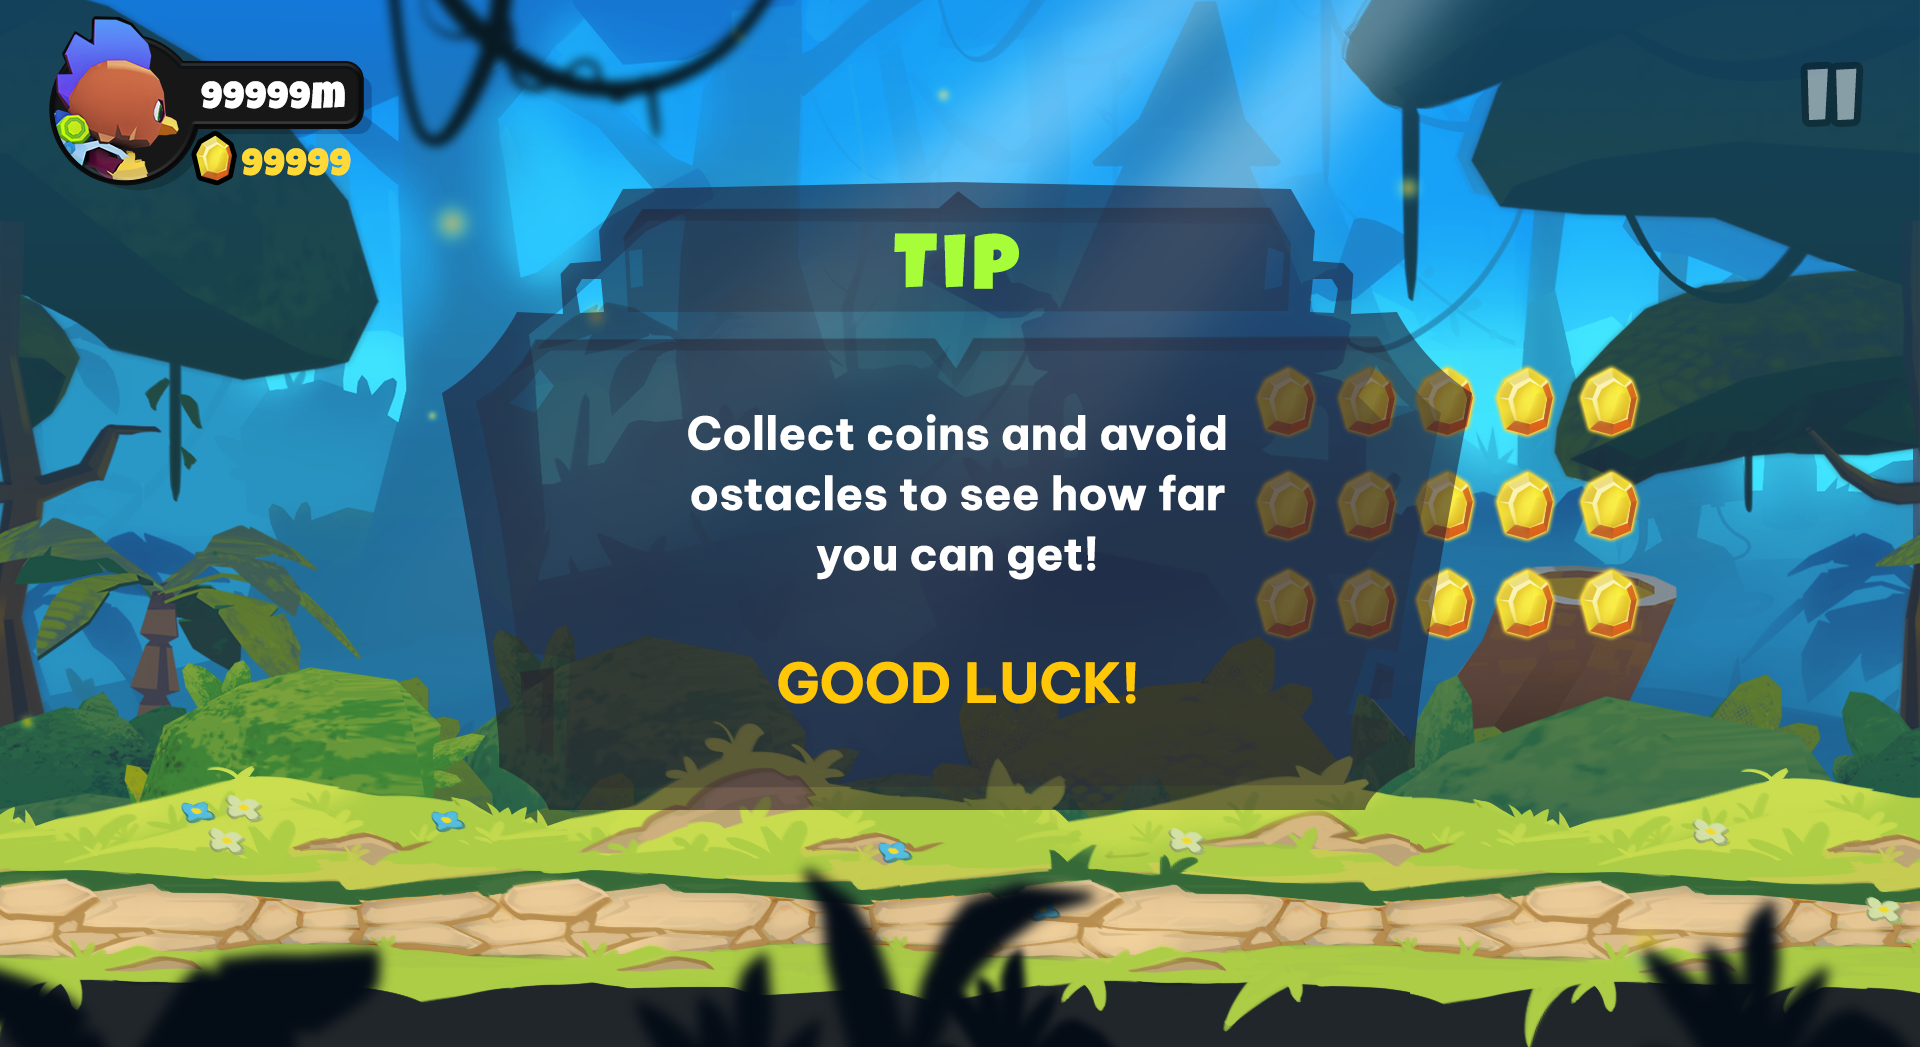 99999m
99999
TIP
Collect coins and avoid
ostacles to see how far
you can get!
GOOD LUCK!